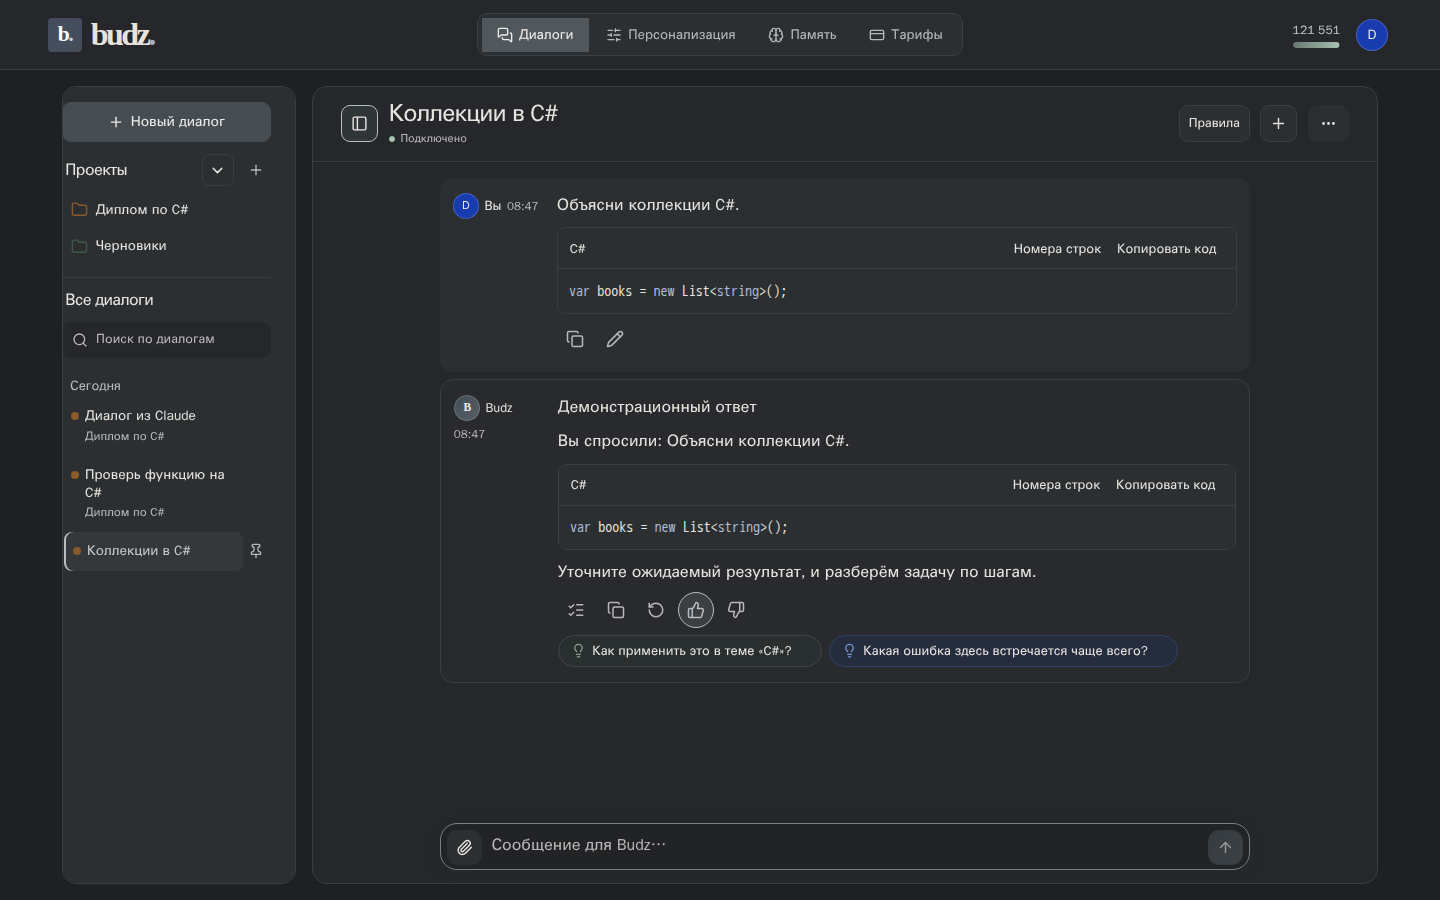 b. budz.
Диалоги
Персонализация
Память
Тарифы
121 551
D
Новый диалог
Проекты
Диплом по C#
Черновики
Все диалоги
Поиск по диалогам
Сегодня
Диалог из Claude
Диплом по C#
Проверь функцию на
C#
Диплом по C#
Коллекции в C#
Коллекции в C#
Подключено
Правила
D Вы 08:47
Объясни коллекции C#.
C#
Номера строк
Копировать код
var books = new List<string>();
B Budz
08:47
Демонстрационный ответ
Вы спросили: Объясни коллекции C#.
C#
Номера строк
Копировать код
var books = new List<string>();
Уточните ожидаемый результат, и разберём задачу по шагам.
Как применить это в теме «C#»?
Какая ошибка здесь встречается чаще всего?
Сообщение для Budz…